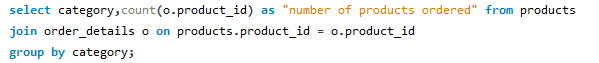 select category,count(o.product_id) as "number of products ordered" from products
join order_details o on products.product_id = o.product_id
group by category;